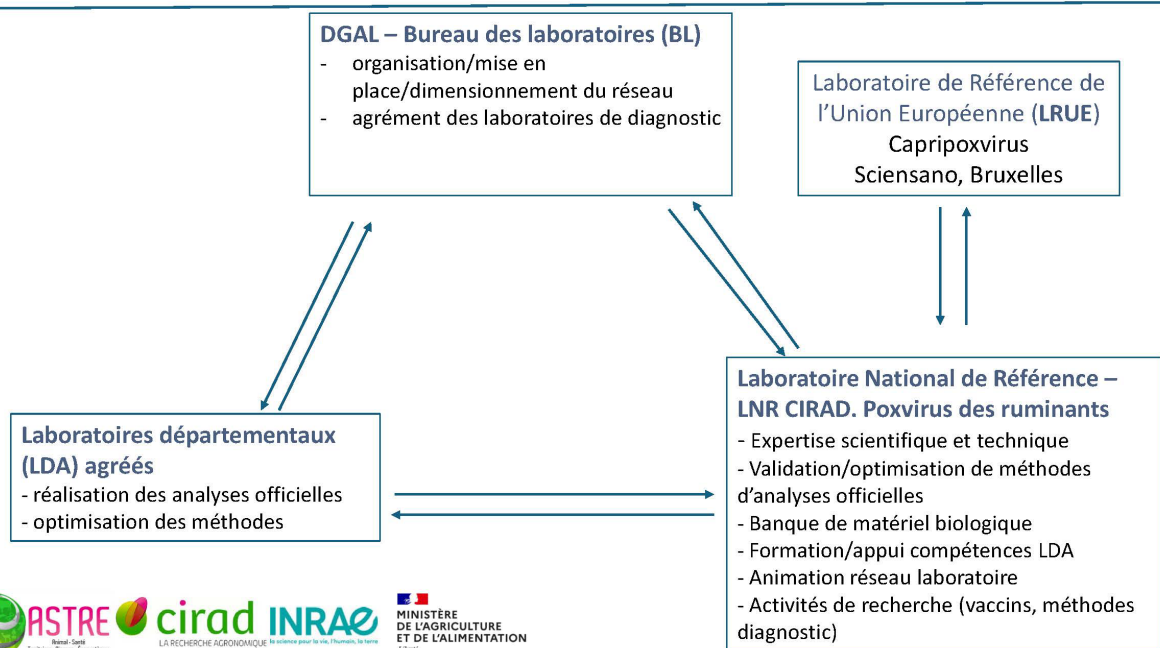 DGAL – Bureau des laboratoires (BL)
- organisation/mise en
place/dimensionnement du réseau
- agrément des laboratoires de diagnostic
Laboratoire de Référence de
l’Union Européenne (LRUE)
Capripoxvirus
Sciensano, Bruxelles
Laboratoires départementaux
(LDA) agréés
- réalisation des analyses officielles
- optimisation des méthodes
Laboratoire National de Référence –
LNR CIRAD. Poxvirus des ruminants
- Expertise scientifique et technique
- Validation/optimisation de méthodes
d’analyses officielles
- Banque de matériel biologique
- Formation/appui compétences LDA
- Animation réseau laboratoire
- Activités de recherche (vaccins, méthodes
diagnostic)
ASTRE
Animal - Santé
cirad
LA RECHERCHE AGRONOMIQUE
INRAE
la science pour la vie, l’humain, la terre
MINISTÈRE
DE L’AGRICULTURE
ET DE L’ALIMENTATION